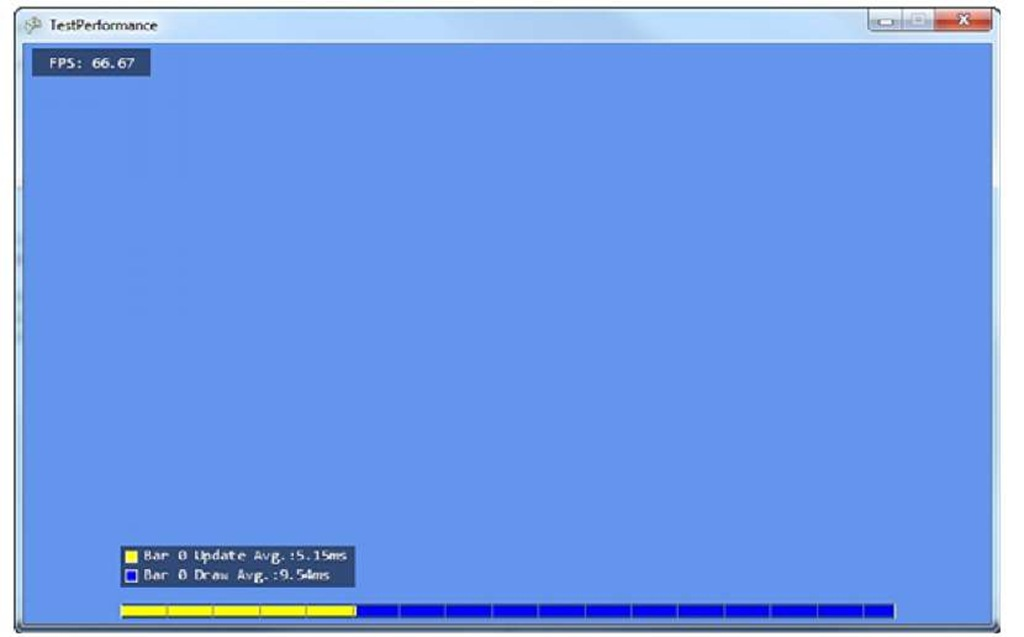 TestPerformance
FPS: 66.67
Bar 0 Update Avg.:5.15ms
Bar 0 Draw Avg.:9.54ms